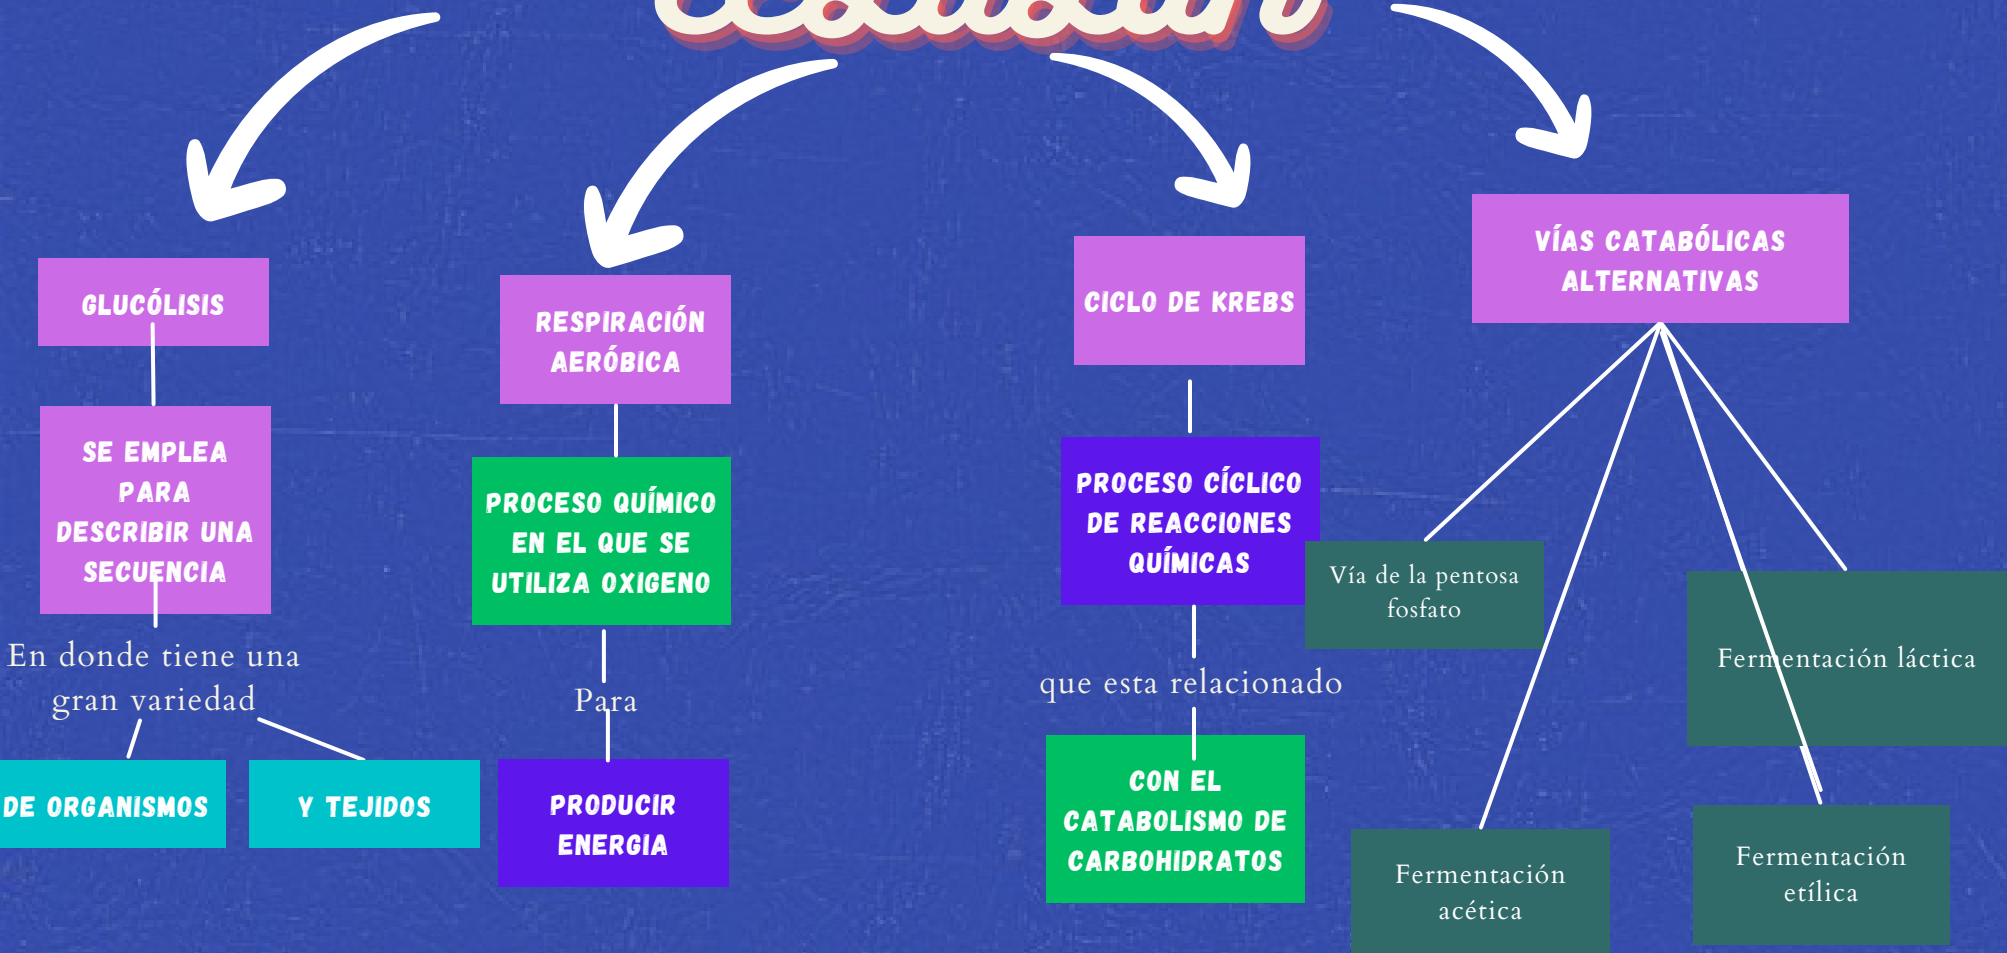 GLUCÓLISIS
SE EMPLEA
PARA
DESCRIBIR UNA
SECUENCIA
En donde tiene una
gran variedad
DE ORGANISMOS
Y TEJIDOS
RESPIRACIÓN
AERÓBICA
PROCESO QUÍMICO
EN EL QUE SE
UTILIZA OXIGENO
Para
PRODUCIR
ENERGIA
CICLO DE KREBS
PROCESO CÍCLICO
DE REACCIONES
QUÍMICAS
que esta relacionado
CON EL
CATABOLISMO DE
CARBOHIDRATOS
VÍAS CATABÓLICAS
ALTERNATIVAS
Vía de la pentosa
fosfato
Fermentación láctica
Fermentación
acética
Fermentación
etílica